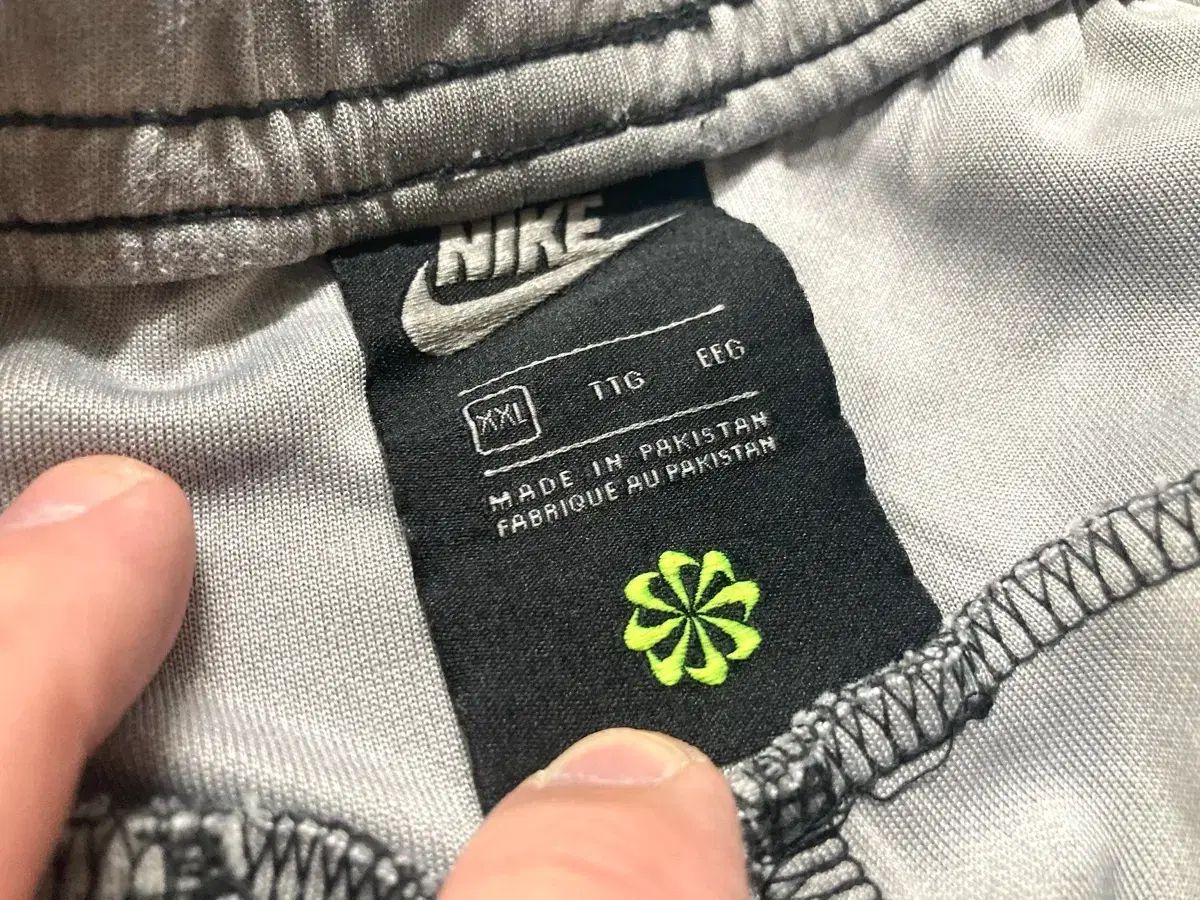 NIKE
XXL TTG EEG
MADE IN PAKISTAN
FABRIQUE AU PAKISTAN